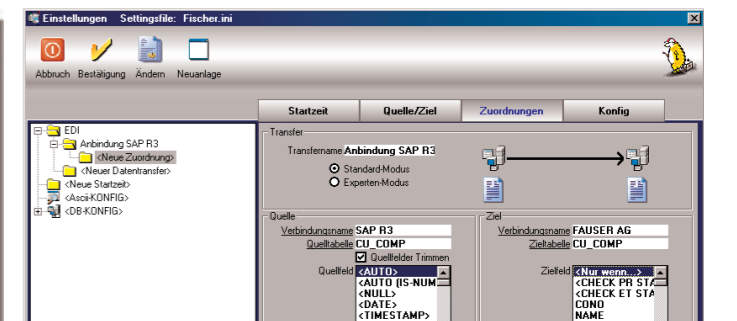 Einstellungen Settingsfile: Fischer.ini
Abbruch Bestätigung Ändern Neuanlage
Startzeit Quelle/Ziel Zuordnungen Konfig
EDI
Anbindung SAP R3
<Neue Zuordnung>
<Neuer Datentransfer>
<Neue Startzeit>
<Ascii-KONFIG>
<DB-KONFIG>
Transfer
Transfername Anbindung SAP R3
Standard-Modus
Experten-Modus
Quelle
Verbindungsname SAP R3
Quelltabelle CU_COMP
Quellfelder Trimmen
Quellfeld <AUTO>
<AUTO (IS-NUM
<NULL>
<DATE>
<TIMESTAMP>
Ziel
Verbindungsname FAUSER AG
Zieltabelle CU_COMP
Zielfeld <Nur wenn...>
<CHECK PR STA
<CHECK ET STA
CONO
NAME